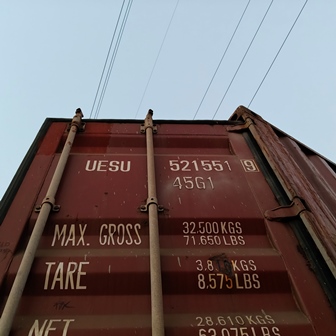 UESU 521551 9
45G1
MAX. GROSS 32.500 KGS
71.650 LBS
TARE KGS
8.575 LBS
NET 28.610 KGS
63.075 LBS